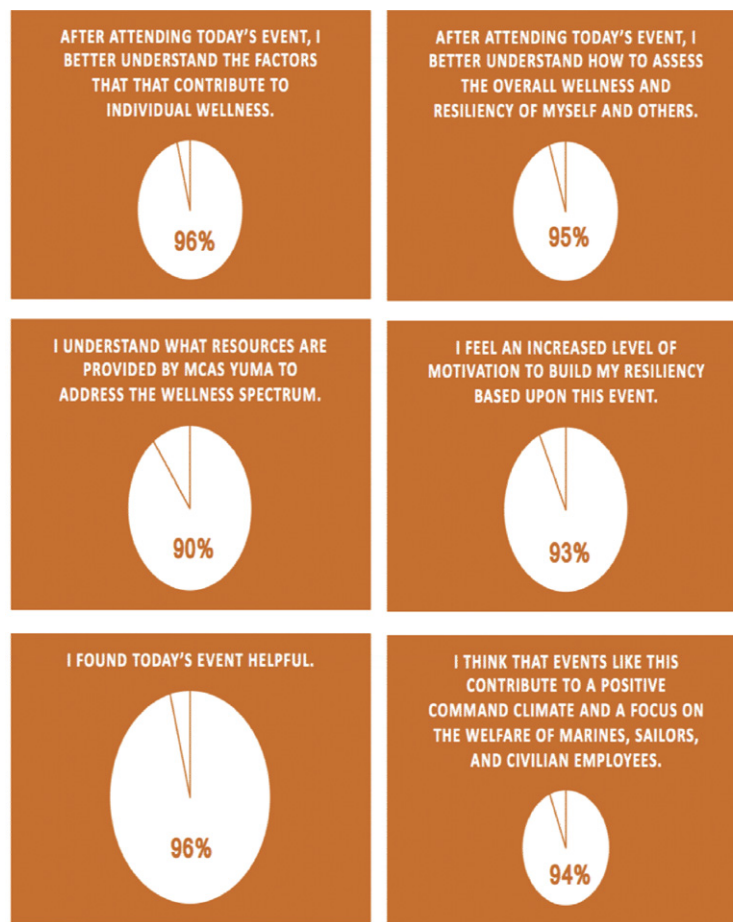 AFTER ATTENDING TODAY'S EVENT, I
BETTER UNDERSTAND THE FACTORS
THAT THAT CONTRIBUTE TO
INDIVIDUAL WELLNESS.
96%
AFTER ATTENDING TODAY'S EVENT, I
BETTER UNDERSTAND HOW TO ASSESS
THE OVERALL WELLNESS AND
RESILIENCY OF MYSELF AND OTHERS.
95%
I UNDERSTAND WHAT RESOURCES ARE
PROVIDED BY MCAS YUMA TO
ADDRESS THE WELLNESS SPECTRUM.
90%
I FEEL AN INCREASED LEVEL OF
MOTIVATION TO BUILD MY RESILIENCY
BASED UPON THIS EVENT.
93%
I FOUND TODAY'S EVENT HELPFUL.
96%
I THINK THAT EVENTS LIKE THIS
CONTRIBUTE TO A POSITIVE
COMMAND CLIMATE AND A FOCUS ON
THE WELFARE OF MARINES, SAILORS,
AND CIVILIAN EMPLOYEES.
94%